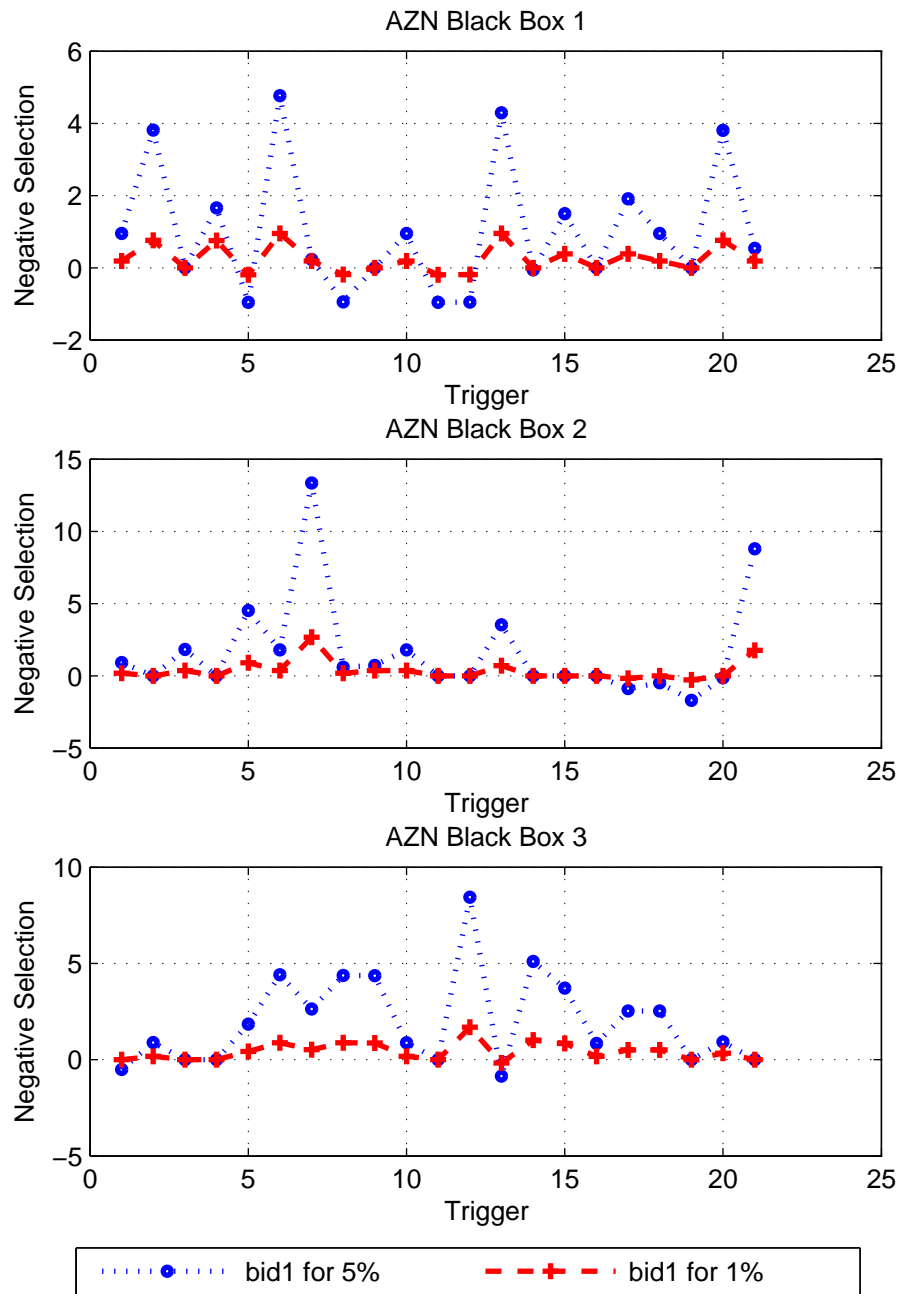 AZN Black Box 1
6
4
2
0
−2
Negative Selection
0 5 10 15 20 25
Trigger
AZN Black Box 2
15
10
5
0
−5
Negative Selection
0 5 10 15 20 25
Trigger
AZN Black Box 3
10
5
0
−5
Negative Selection
0 5 10 15 20 25
Trigger
bid1 for 5% bid1 for 1%